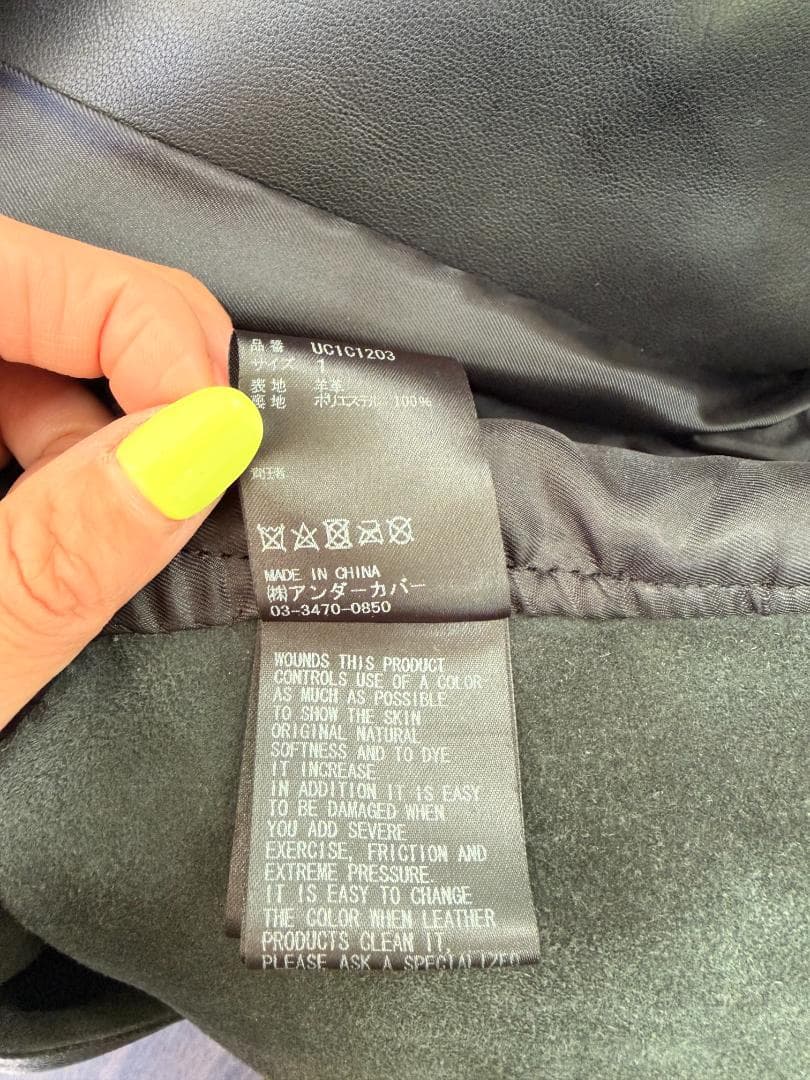 品番 UC1C1203
サイズ 1
表地 羊革
裏地 ポリエステル 100%
責任者
MADE IN CHINA
㈱アンダーカバー
03-3470-0850
WOUNDS THIS PRODUCT
CONTROLS USE OF A COLOR
AS MUCH AS POSSIBLE
TO SHOW THE SKIN
ORIGINAL NATURAL
SOFTNESS AND TO DYE
IT INCREASE
IN ADDITION IT IS EASY
TO BE DAMAGED WHEN
YOU ADD SEVERE
EXERCISE, FRICTION AND
EXTREME PRESSURE.
IT IS EASY TO CHANGE
THE COLOR WHEN LEATHER
PRODUCTS CLEAN IT,
PLEASE ASK A SPECIALIZED